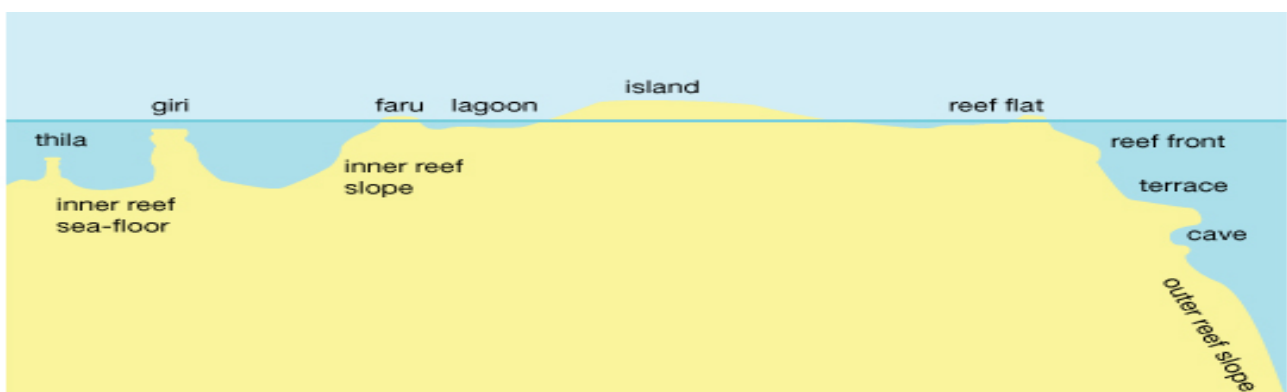 island
giri
faru
lagoon
reef flat
thila
reef front
inner reef
slope
terrace
inner reef
sea-floor
cave
outer reef slope